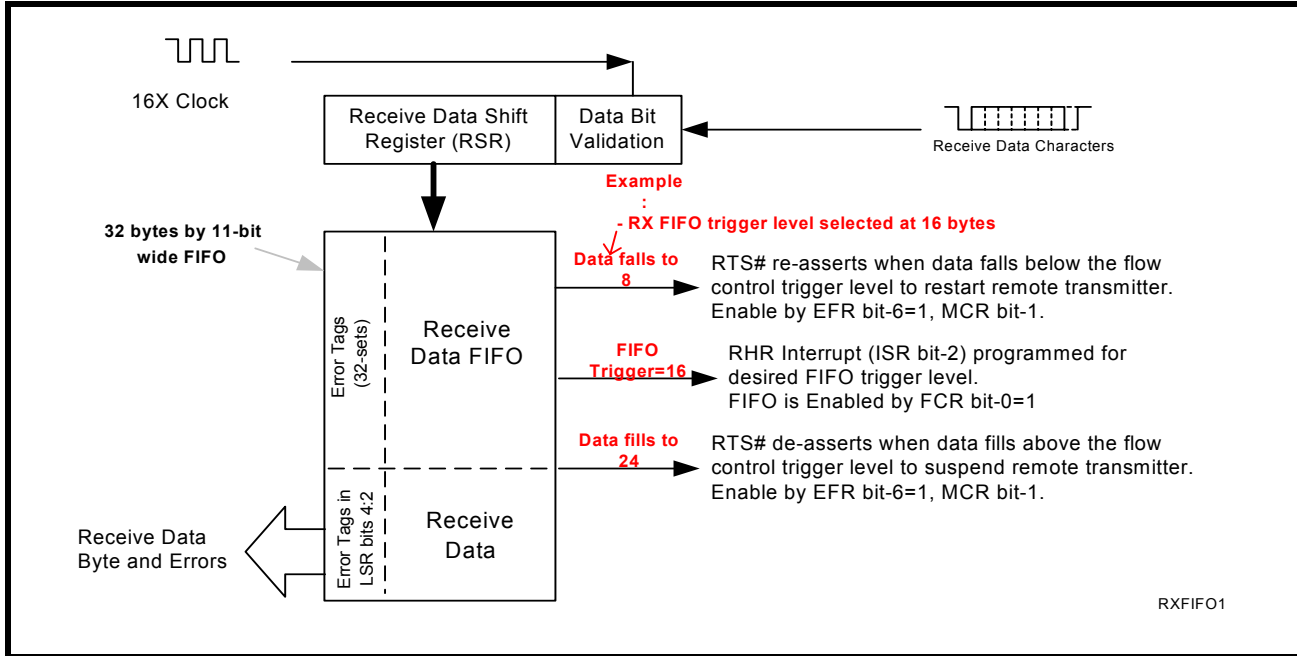 16X Clock
Receive Data Shift
Register (RSR)
Data Bit
Validation
Receive Data Characters
Example
:
- RX FIFO trigger level selected at 16 bytes
32 bytes by 11-bit
wide FIFO
Data falls to
8
RTS# re-asserts when data falls below the flow
control trigger level to restart remote transmitter.
Enable by EFR bit-6=1, MCR bit-1.
Error Tags
(32-sets)
Receive
Data FIFO
FIFO
Trigger=16
RHR Interrupt (ISR bit-2) programmed for
desired FIFO trigger level.
FIFO is Enabled by FCR bit-0=1
Data fills to
24
RTS# de-asserts when data fills above the flow
control trigger level to suspend remote transmitter.
Enable by EFR bit-6=1, MCR bit-1.
Error Tags in
LSR bits 4:2
Receive
Data
Receive Data
Byte and Errors
RXFIFO1